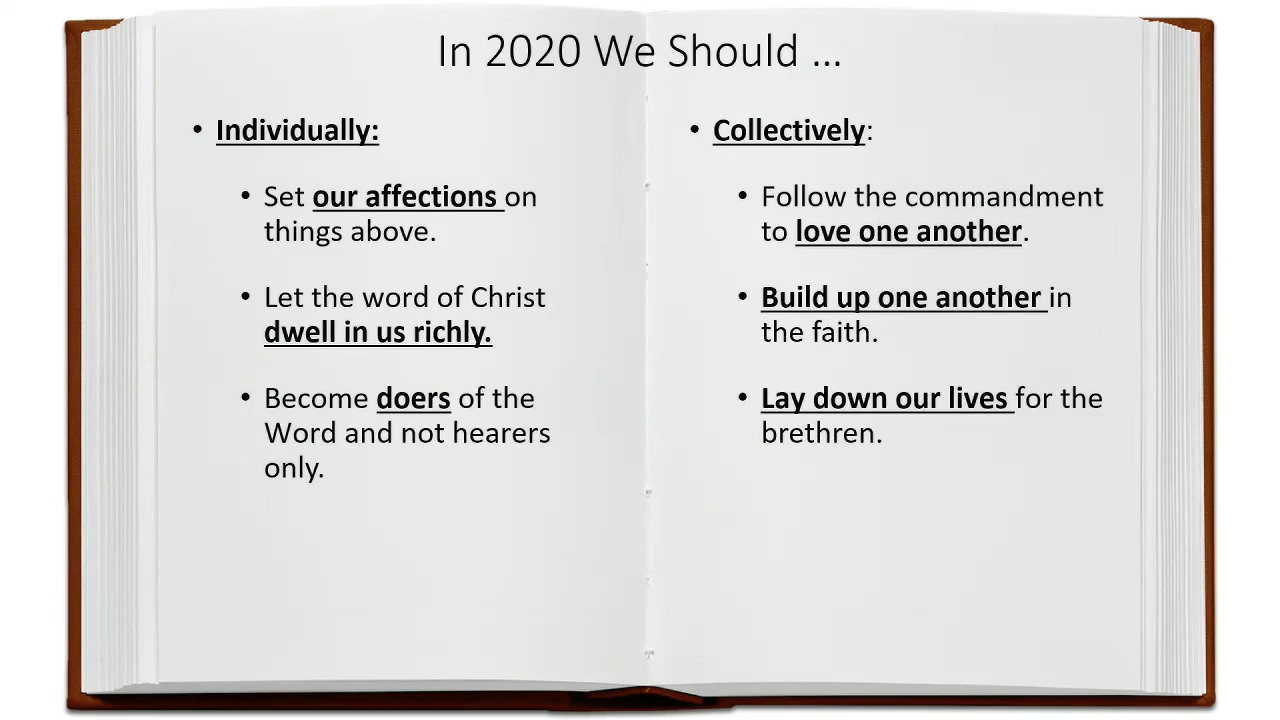 In 2020 We Should ...
• Individually:
• Set our affections on
things above.
• Let the word of Christ
dwell in us richly.
• Become doers of the
Word and not hearers
only.
• Collectively:
• Follow the commandment
to love one another.
• Build up one another in
the faith.
• Lay down our lives for the
brethren.